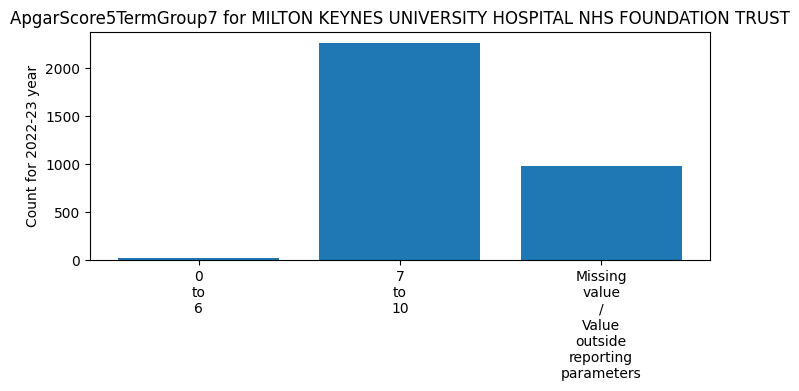 ApgarScore5TermGroup7 for MILTON KEYNES UNIVERSITY HOSPITAL NHS FOUNDATION TRUST
Count for 2022-23 year
2000
1500
1000
500
0
0
to
6
7
to
10
Missing
value
/
Value
outside
reporting
parameters